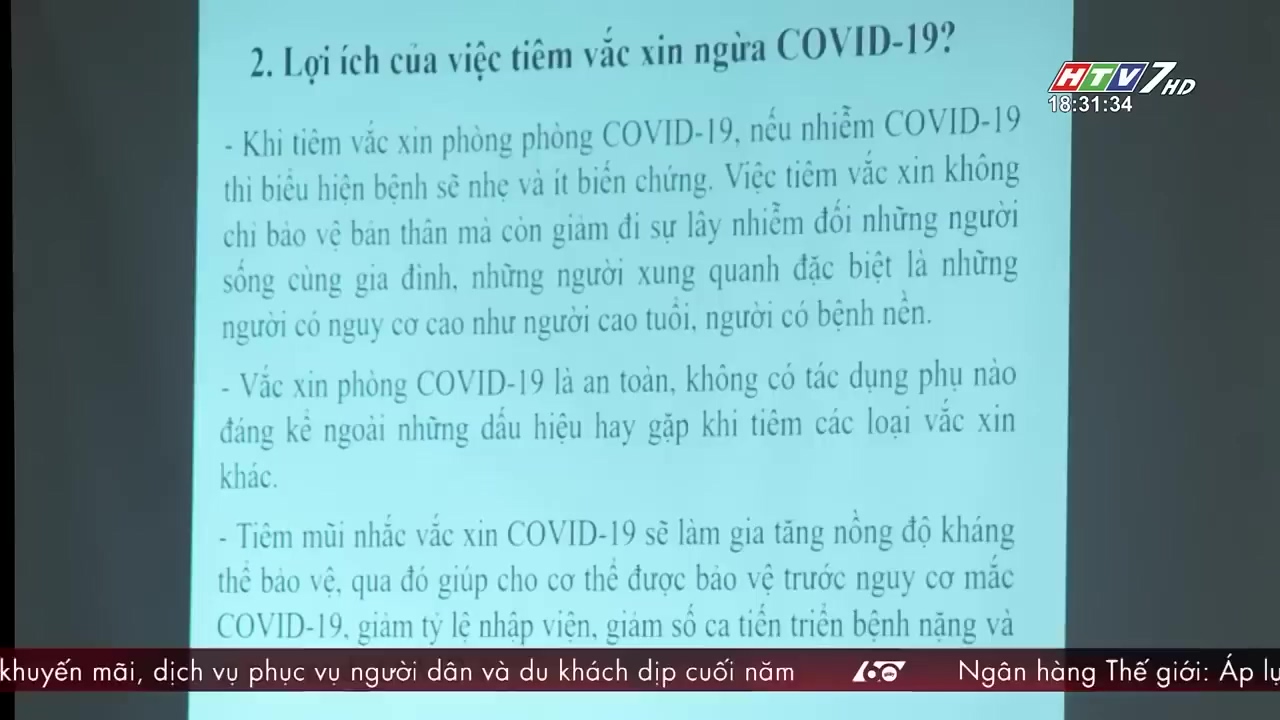 2. Lợi ích của việc tiêm vắc xin ngừa COVID-19?
HTV7 HD
18:31:34
- Khi tiêm vắc xin phòng phòng COVID-19, nếu nhiễm COVID-19
thì biểu hiện bệnh sẽ nhẹ và ít biến chứng. Việc tiêm vắc xin không
chỉ bảo vệ bản thân mà còn giảm đi sự lây nhiễm đối những người
sống cùng gia đình, những người xung quanh đặc biệt là những
người có nguy cơ cao như người cao tuổi, người có bệnh nền.
- Vắc xin phòng COVID-19 là an toàn, không có tác dụng phụ nào
đáng kể ngoài những dấu hiệu hay gặp khi tiêm các loại vắc xin
khác.
- Tiêm mũi nhắc vắc xin COVID-19 sẽ làm gia tăng nồng độ kháng
thể bảo vệ, qua đó giúp cho cơ thể được bảo vệ trước nguy cơ mắc
COVID-19, giảm tỷ lệ nhập viện, giảm số ca tiến triển bệnh nặng và
khuyến mãi, dịch vụ phục vụ người dân và du khách dịp cuối năm 60 giây Ngân hàng Thế giới: Áp lự